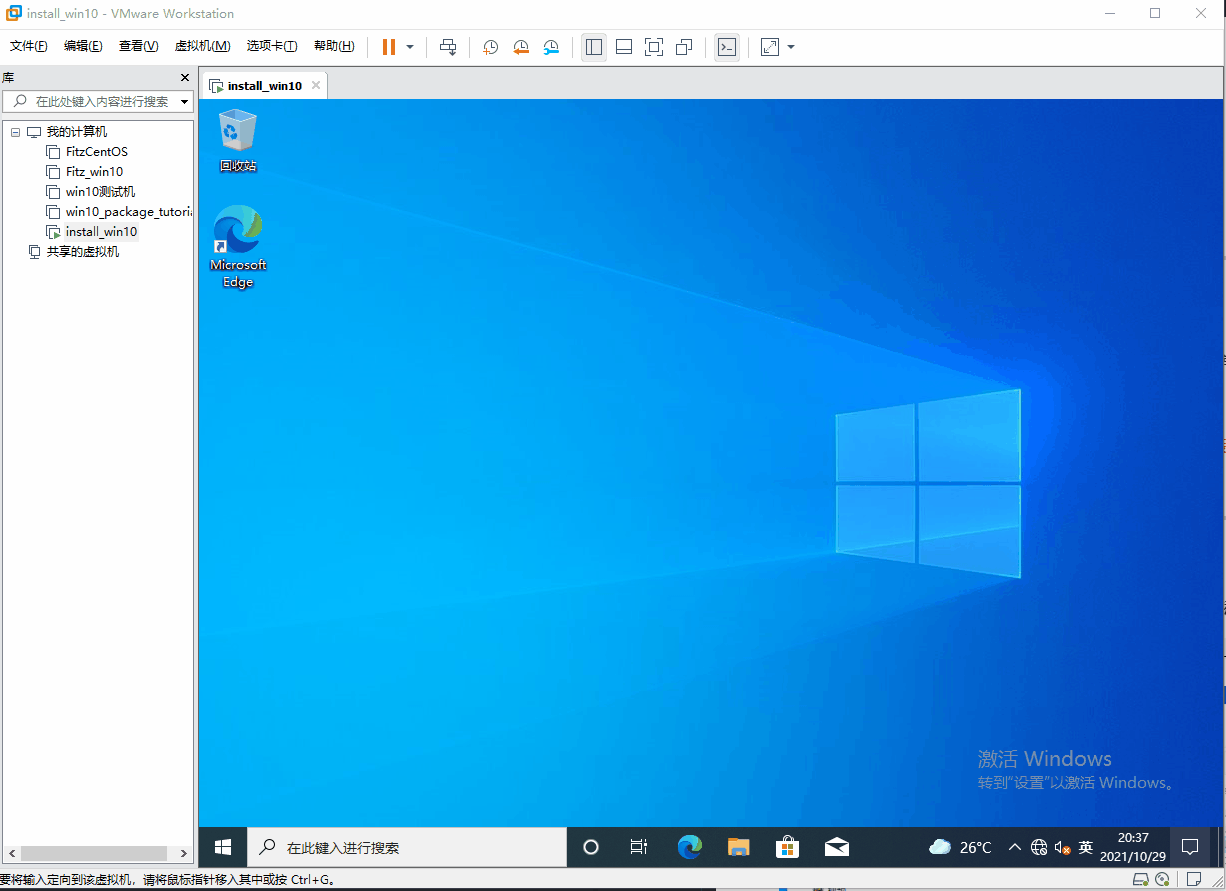 install_win10 - VMware Workstation
文件(F) 编辑(E) 查看(V) 虚拟机(M) 选项卡(T) 帮助(H)
库
在此处键入内容进行搜索
我的计算机
FitzCentOS
Fitz_win10
win10测试机
win10_package_tutoria
install_win10
共享的虚拟机
install_win10
回收站
Microsoft
Edge
激活 Windows
转到"设置"以激活 Windows。
在此键入进行搜索
26°C
英
20:37
2021/10/29
要将输入定向到该虚拟机，请将鼠标指针移入其中或按 Ctrl+G。